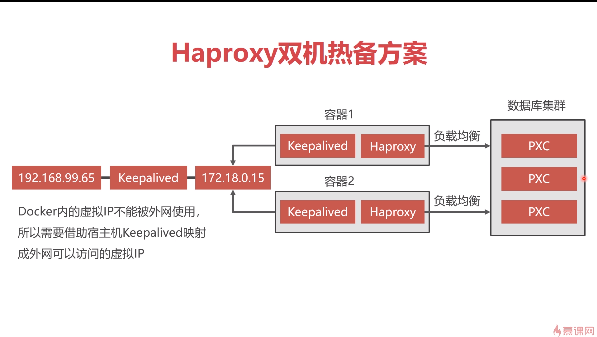 Haproxy双机热备方案
数据库集群
容器1
Keepalived Haproxy 负载均衡 PXC
192.168.99.65 Keepalived 172.18.0.15 PXC
容器2
Keepalived Haproxy 负载均衡 PXC
Docker内的虚拟IP不能被外网使用，
所以需要借助宿主机Keepalived映射
成外网可以访问的虚拟IP
慕课网